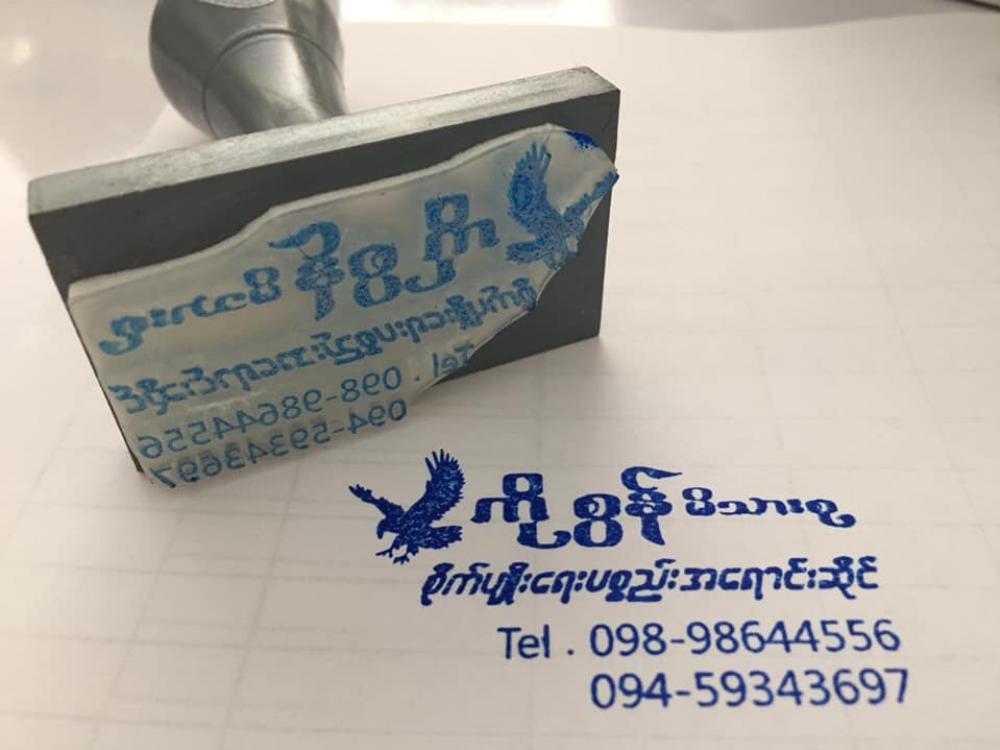 ကိုစွန် မိသားစု
စိုက်ပျိုးရေးပစ္စည်းအရောင်းဆိုင်
Tel . 098-98644556
094-59343697